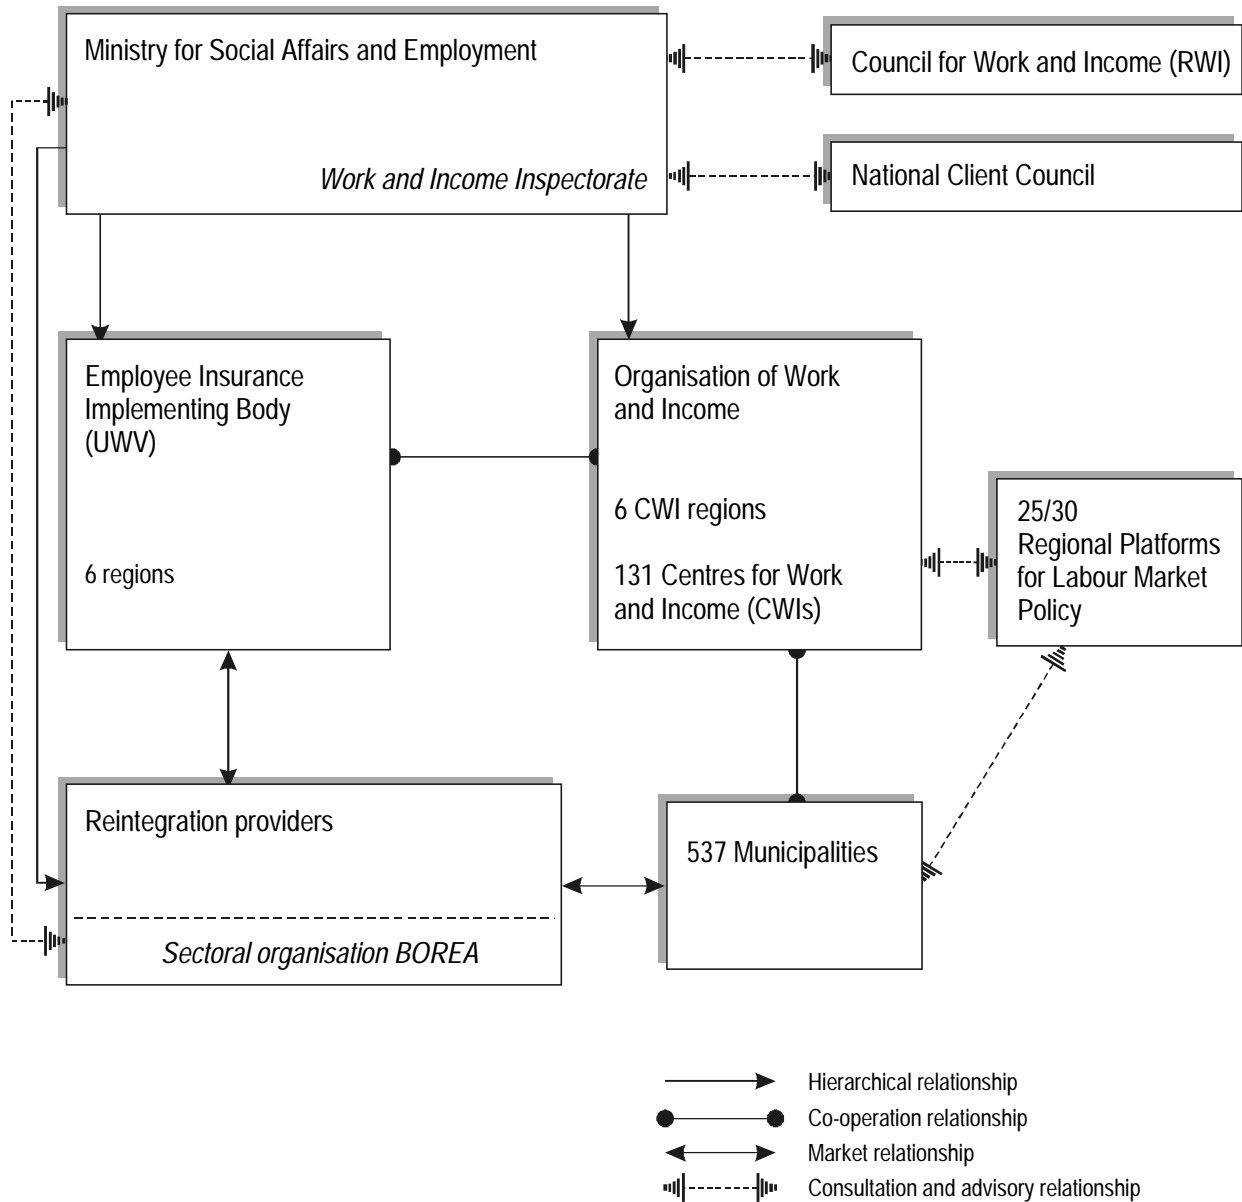 Ministry for Social Affairs and Employment
Work and Income Inspectorate
Council for Work and Income (RWI)
National Client Council
Employee Insurance
Implementing Body
(UWV)
6 regions
Organisation of Work
and Income
6 CWI regions
131 Centres for Work
and Income (CWIs)
25/30
Regional Platforms
for Labour Market
Policy
Reintegration providers
Sectoral organisation BOREA
537 Municipalities
Hierarchical relationship
Co-operation relationship
Market relationship
Consultation and advisory relationship